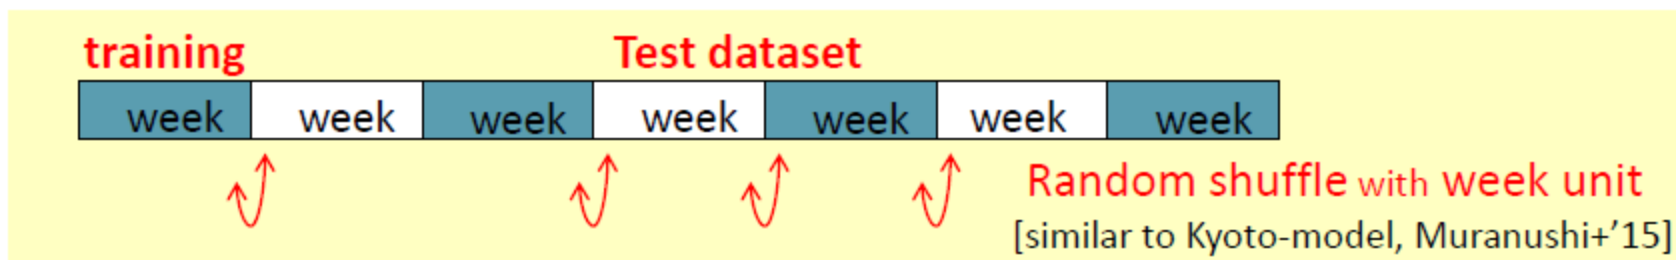 training Test dataset
week week week week week week week
Random shuffle with week unit
[similar to Kyoto-model, Muranushi+’15]